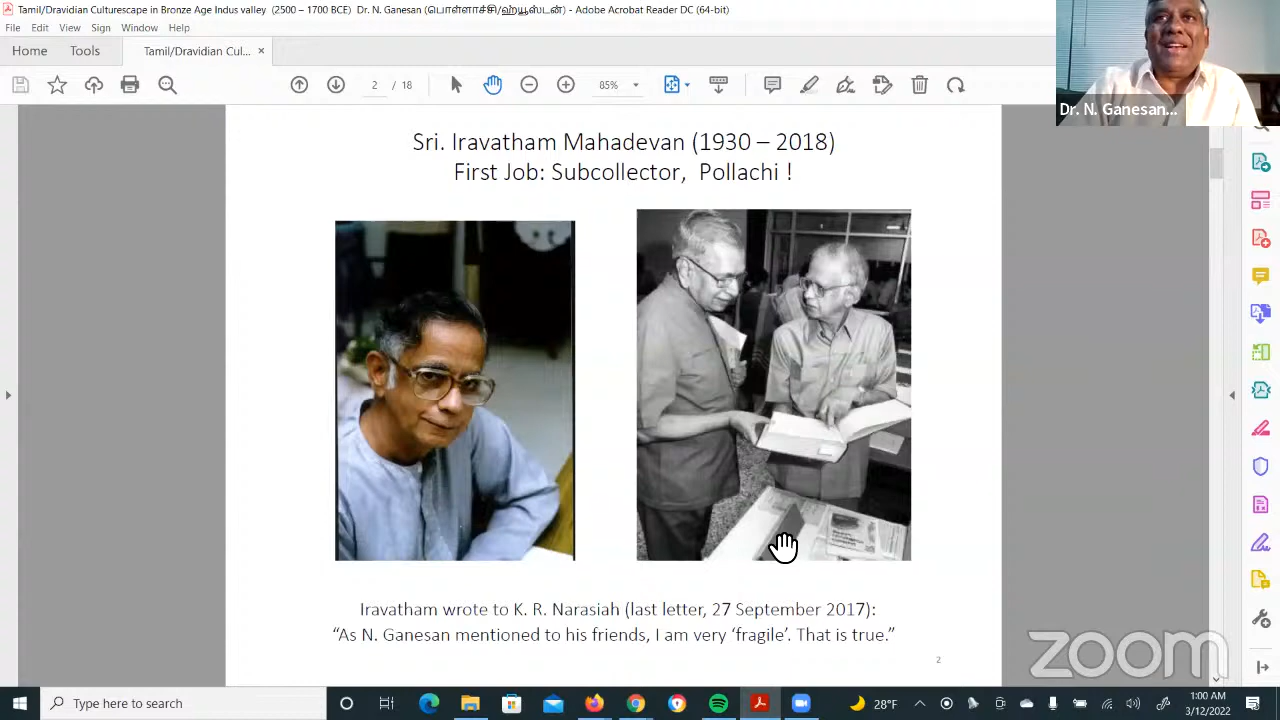 Tamil/Dravidian Culturescape in Bronze Age Indus valley (2500 – 1700 BCE) Dr. N. Ganesan (பொள்ளாச்சி/ஹூஸ்டன்) - Adobe Acrobat Reader DC (64-bit)
File Edit View Sign Window Help
Home Tools Tamil/Dravidian Cul... ×
/ 18 85%
Dr. N. Ganesan...
Sri. Iravatham Mahadevan (1930 – 2018)
First Job: Subcollector, Pollachi !
Iravatham wrote to K. R. Narasiah (last letter, 27 September 2017):
“As N. Ganesan mentioned to his friends, I am very ‘fragile’. That is true.”
2
zoom
Type here to search
28°F
1:00 AM
3/12/2022